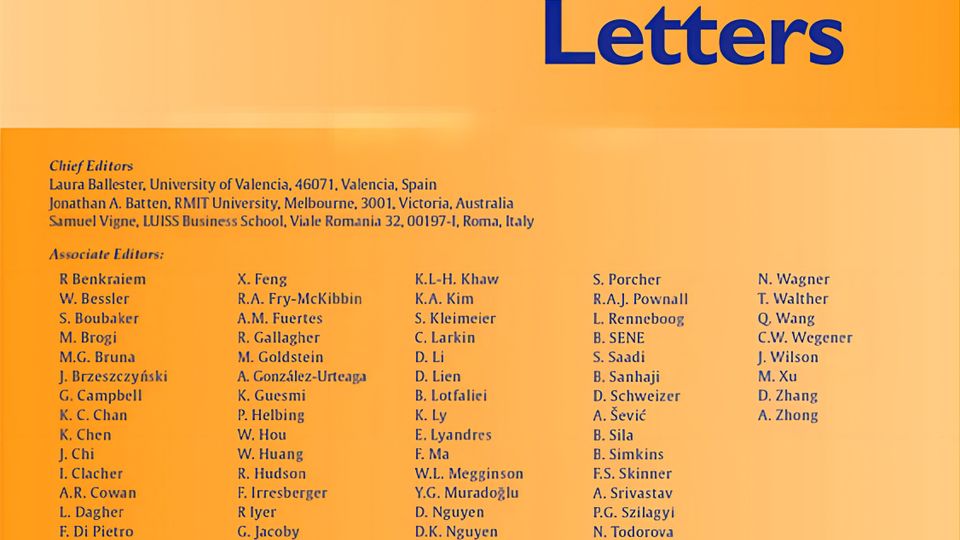 Letters
Chief Editors
Laura Ballester, University of Valencia, 46071, Valencia, Spain
Jonathan A. Batten, RMIT University, Melbourne, 3001, Victoria, Australia
Samuel Vigne, LUISS Business School, Viale Romania 32, 00197-I, Roma, Italy
Associate Editors:
R Benkraiem
W. Bessler
S. Boubaker
M. Brogi
M.G. Bruna
J. Brzeszczyński
G. Campbell
K. C. Chan
K. Chen
J. Chi
I. Clacher
A.R. Cowan
L. Dagher
F. Di Pietro
X. Feng
R.A. Fry-McKibbin
A.M. Fuertes
R. Gallagher
M. Goldstein
A. González-Urteaga
K. Guesmi
P. Helbing
W. Hou
W. Huang
R. Hudson
F. Irresberger
R Iyer
G. Jacoby
K.L-H. Khaw
K.A. Kim
S. Kleimeier
C. Larkin
D. Li
D. Lien
B. Lotfaliei
K. Ly
E. Lyandres
F. Ma
W.L. Megginson
Y.G. Muradoğlu
D. Nguyen
D.K. Nguyen
S. Porcher
R.A.J. Pownall
L. Renneboog
B. SENE
S. Saadi
B. Sanhaji
D. Schweizer
A. Šević
B. Sila
B. Simkins
F.S. Skinner
A. Srivastav
P.G. Szilagyi
N. Todorova
N. Wagner
T. Walther
Q. Wang
C.W. Wegener
J. Wilson
M. Xu
D. Zhang
A. Zhong